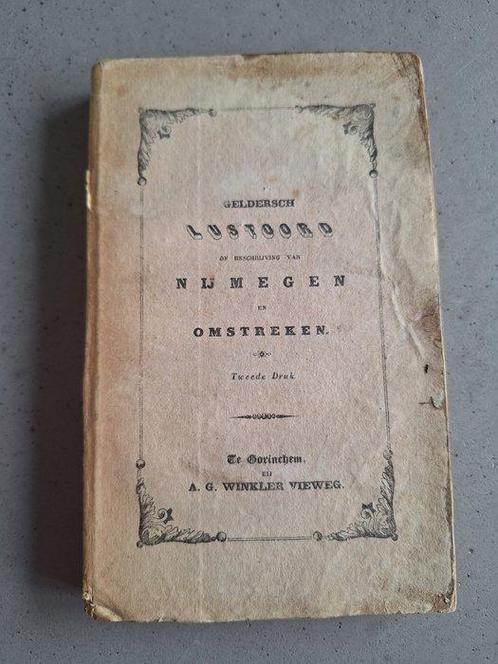 GELDERSCH
LUSTOORD
OF BESCHRIJVING VAN
NIJMEGEN
EN
OMSTREKEN.
Tweede Druk
Te Gorinchem.
BIJ
A. G. WINKLER VIEWEG.